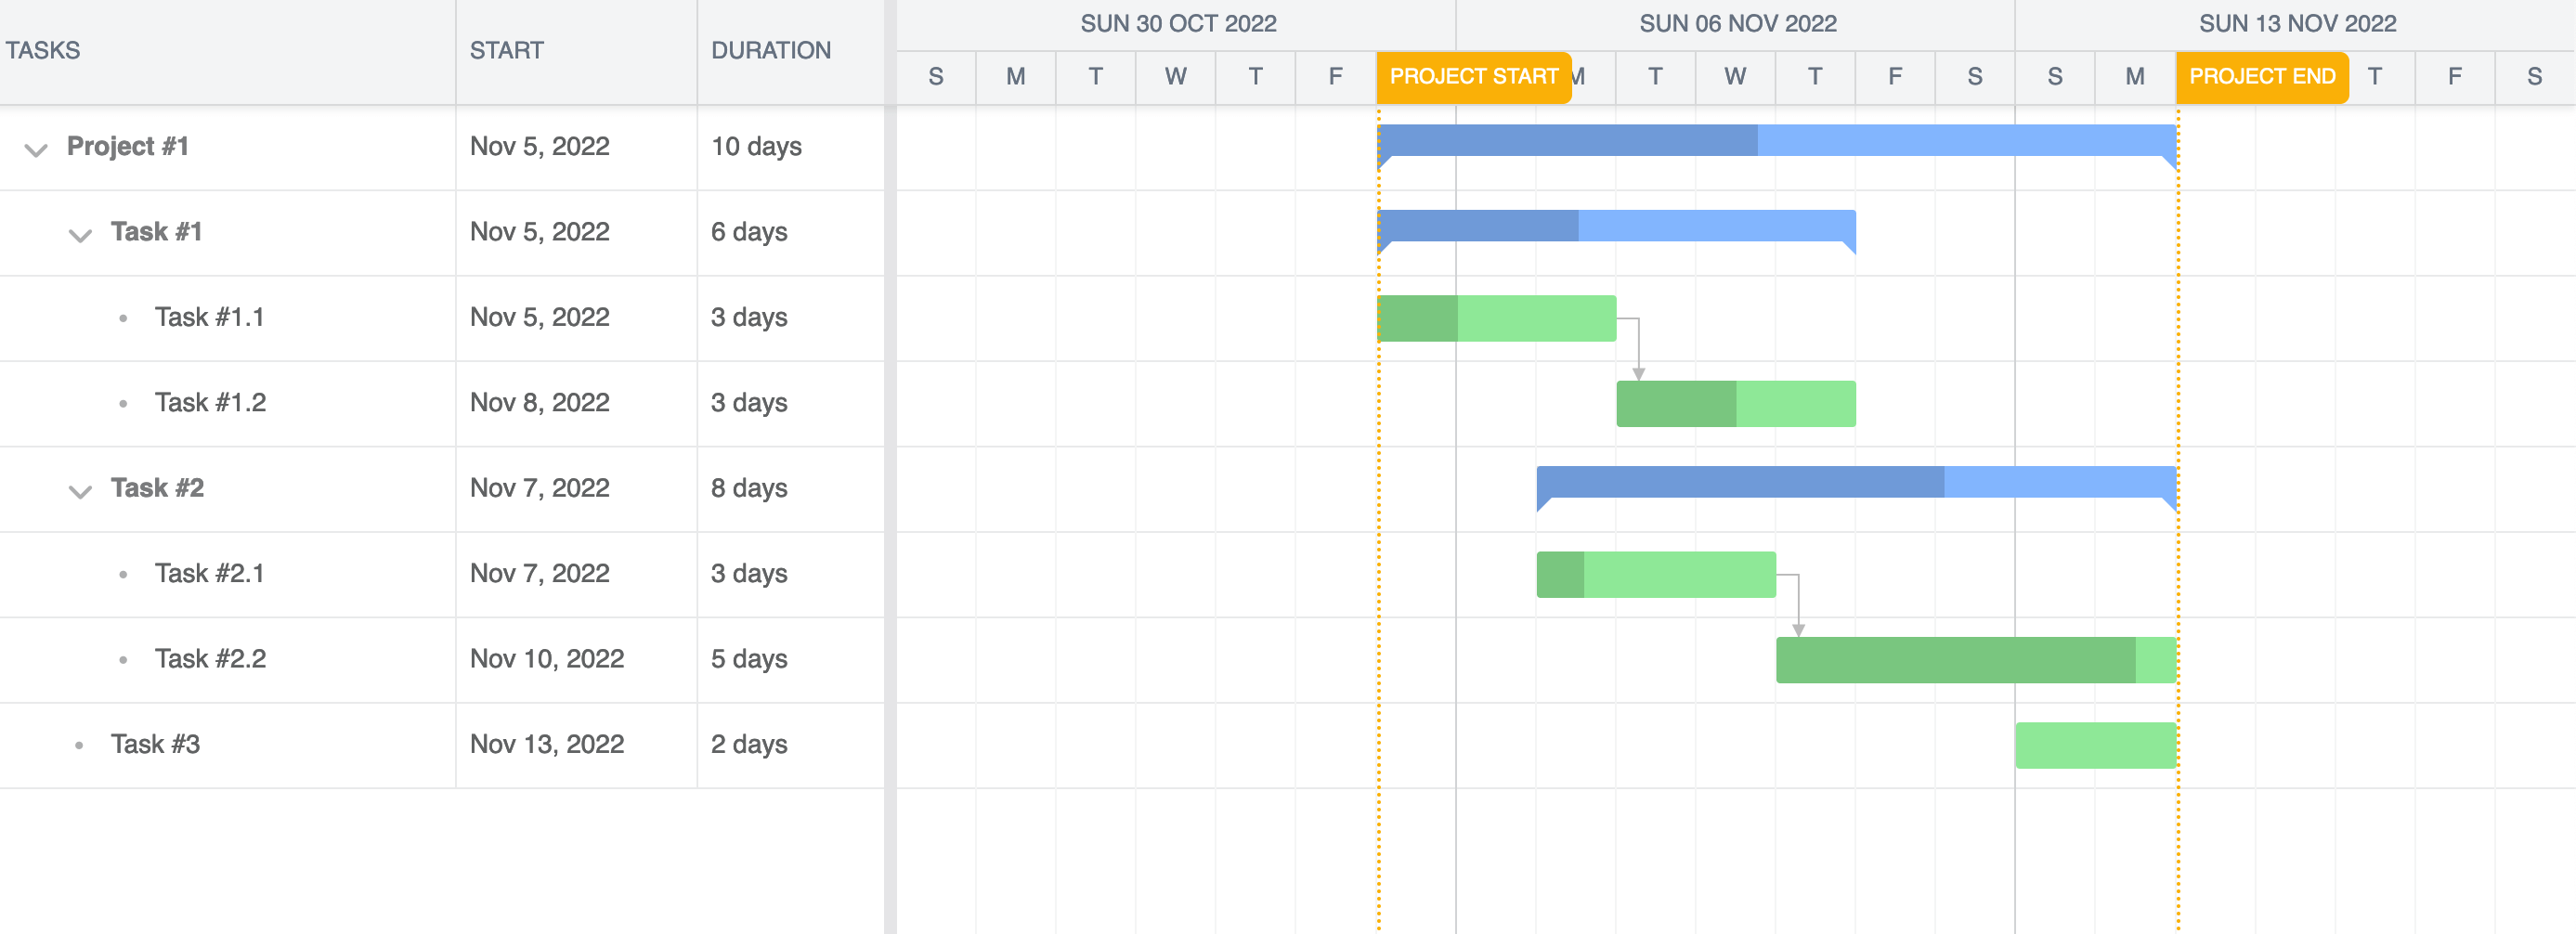 TASKS START DURATION
SUN 30 OCT 2022 SUN 06 NOV 2022 SUN 13 NOV 2022
S M T W T F PROJECT START M T W T F S S M PROJECT END T F S
Project #1 Nov 5, 2022 10 days
Task #1 Nov 5, 2022 6 days
Task #1.1 Nov 5, 2022 3 days
Task #1.2 Nov 8, 2022 3 days
Task #2 Nov 7, 2022 8 days
Task #2.1 Nov 7, 2022 3 days
Task #2.2 Nov 10, 2022 5 days
Task #3 Nov 13, 2022 2 days